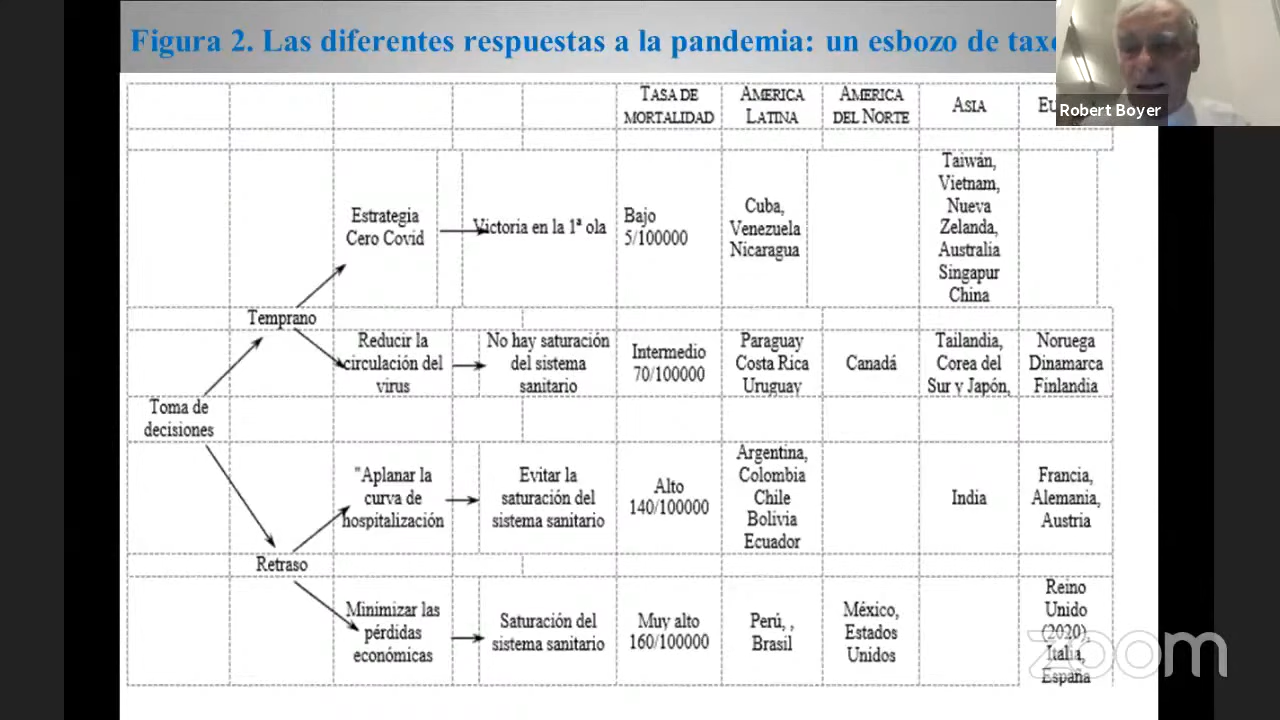 Figura 2. Las diferentes respuestas a la pandemia: un esbozo de
Robert Boyer
TASA DE
MORTALIDAD
AMERICA
LATINA
AMERICA
DEL NORTE
ASIA
Estrategia
Cero Covid
Victoria en la 1ª ola
Bajo
5/100000
Cuba,
Venezuela
Nicaragua
Taiwán,
Vietnam,
Nueva
Zelanda,
Australia
Singapur
China
Temprano
Reducir la
circulación del
virus
No hay saturación
del sistema
sanitario
Intermedio
70/100000
Paraguay
Costa Rica
Uruguay
Canadá
Tailandia,
Corea del
Sur y Japón,
Noruega
Dinamarca
Finlandia
Toma de
decisiones
"Aplanar la
curva de
hospitalización
Evitar la
saturación del
sistema sanitario
Alto
140/100000
Argentina,
Colombia
Chile
Bolivia
Ecuador
India
Francia,
Alemania,
Austria
Retraso
Minimizar las
pérdidas
económicas
Saturación del
sistema sanitario
Muy alto
160/100000
Perú, ,
Brasil
México,
Estados
Unidos
Reino
Unido
(2020),
Italia,
España
zoom